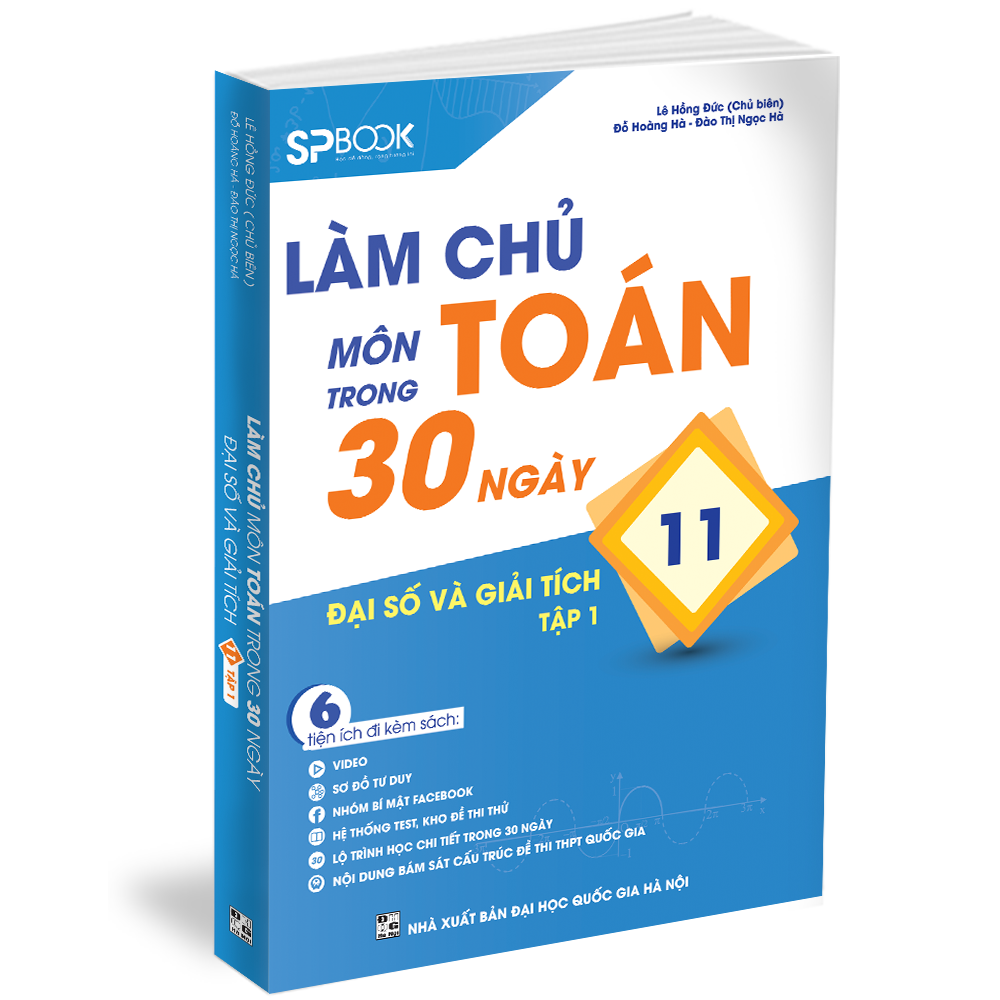 LÊ HỒNG ĐỨC ( CHỦ BIÊN )
ĐỖ HOÀNG HÀ - ĐÀO THỊ NGỌC HÀ
LÀM CHỦ MÔN TOÁN TRONG 30 NGÀY
ĐẠI SỐ VÀ GIẢI TÍCH 11 TẬP 1
Lê Hồng Đức (Chủ biên)
Đỗ Hoàng Hà - Đào Thị Ngọc Hà
SPBOOK
LÀM CHỦ
MÔN TOÁN
TRONG
30 NGÀY
11
ĐẠI SỐ VÀ GIẢI TÍCH
TẬP 1
6
tiện ích đi kèm sách:
VIDEO
SƠ ĐỒ TƯ DUY
NHÓM BÍ MẬT FACEBOOK
HỆ THỐNG TEST, KHO ĐỀ THI THỬ
30 LỘ TRÌNH HỌC CHI TIẾT TRONG 30 NGÀY
NỘI DUNG BÁM SÁT CẤU TRÚC ĐỀ THI THPT QUỐC GIA
NHÀ XUẤT BẢN ĐẠI HỌC QUỐC GIA HÀ NỘI